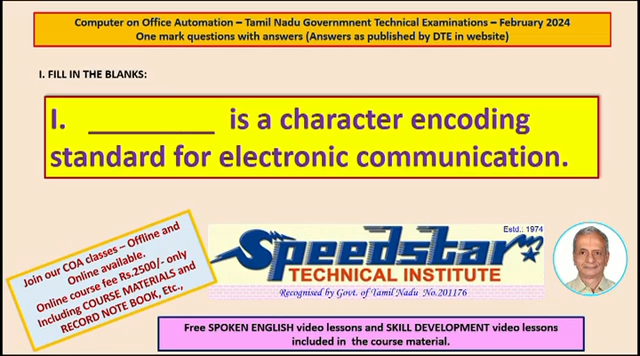 Computer on Office Automation – Tamil Nadu Governmnent Technical Examinations – February 2024
One mark questions with answers (Answers as published by DTE in website)
I. FILL IN THE BLANKS:
I. ________ is a character encoding
standard for electronic communication.
Estd.: 1974
Speedstar
TECHNICAL INSTITUTE
Recognised by Govt. of Tamil Nadu No.201176
Join our COA classes – Offline and
Online available.
Online course fee Rs.2500/- only
Including COURSE MATERIALS and
RECORD NOTE BOOK, Etc.,
Free SPOKEN ENGLISH video lessons and SKILL DEVELOPMENT video lessons
included in the course material.